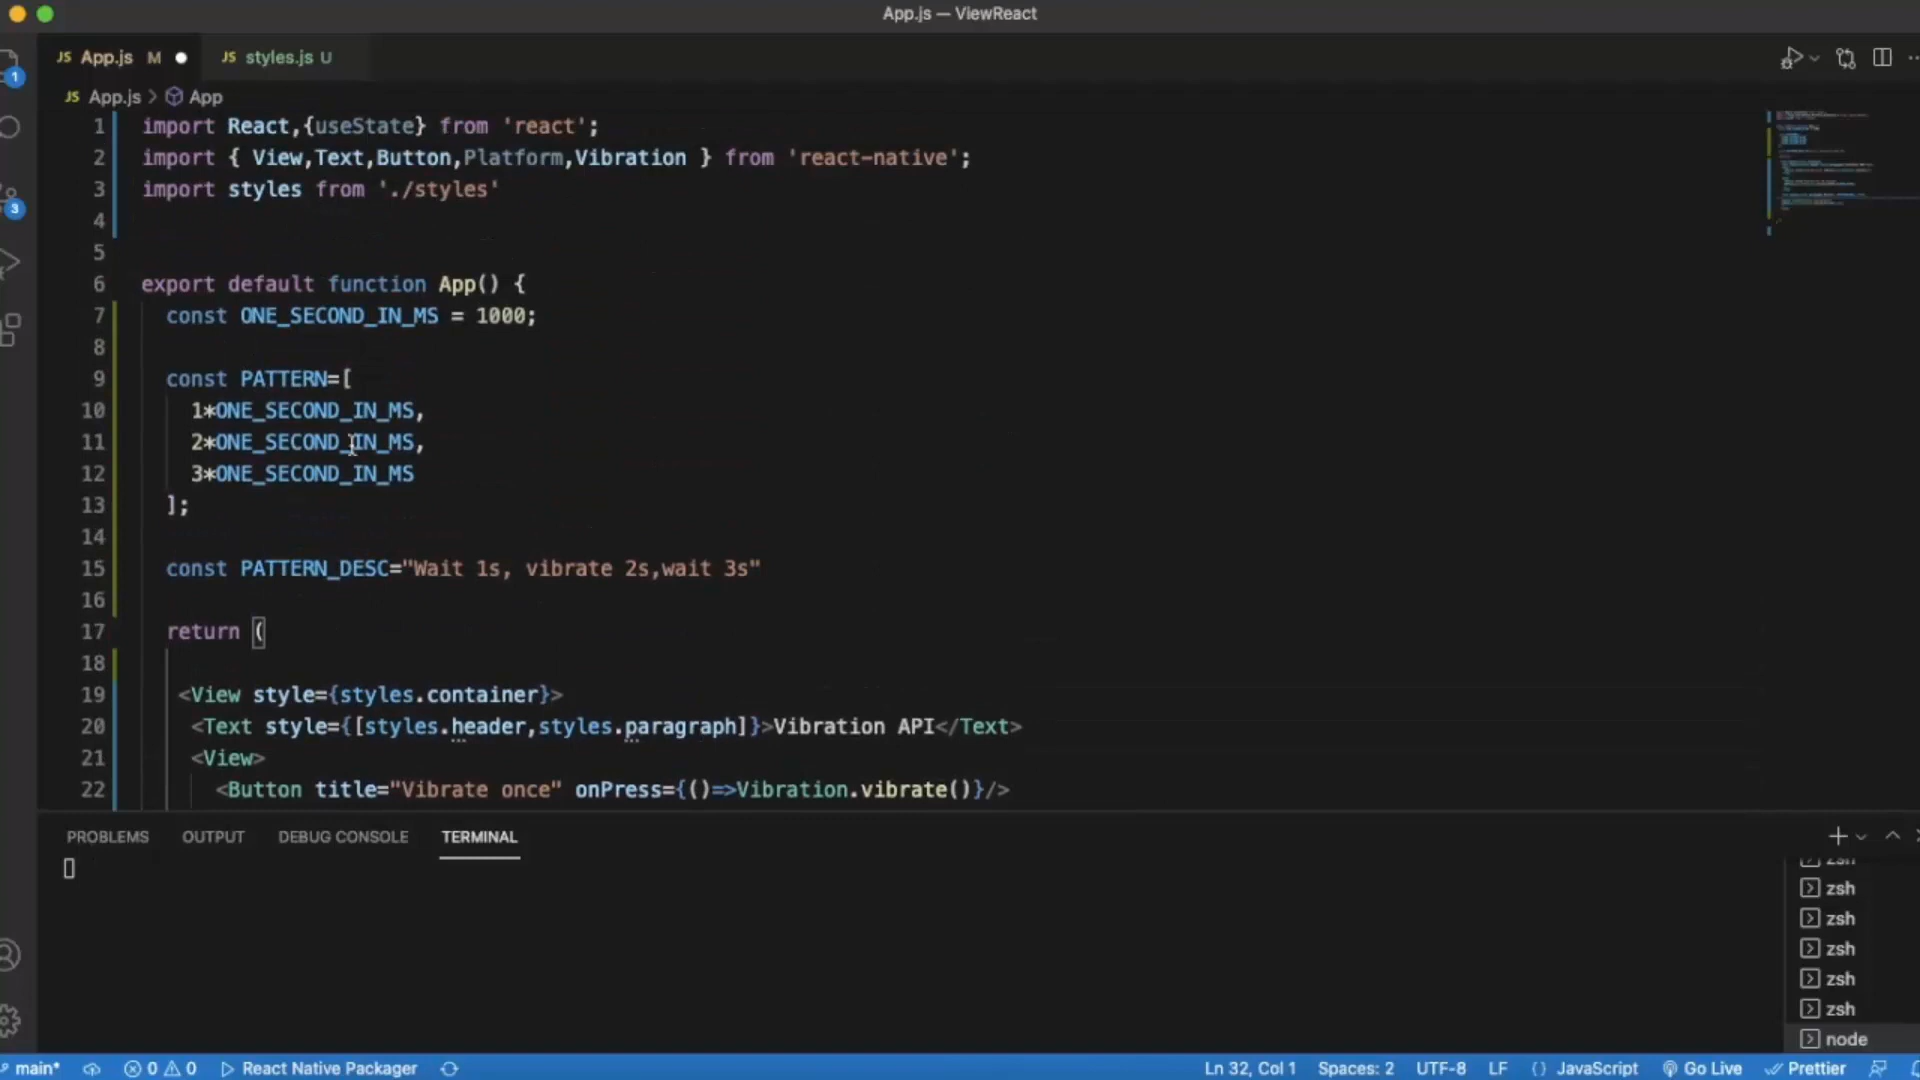 App.js — ViewReact
JS App.js M
JS styles.js U
JS App.js > App
1
3
1 import React,{useState} from 'react';
2 import { View,Text,Button,Platform,Vibration } from 'react-native';
3 import styles from './styles'
4
5
6 export default function App() {
7 const ONE_SECOND_IN_MS = 1000;
8
9 const PATTERN=[
10 1*ONE_SECOND_IN_MS,
11 2*ONE_SECOND_IN_MS,
12 3*ONE_SECOND_IN_MS
13 ];
14
15 const PATTERN_DESC="Wait 1s, vibrate 2s,wait 3s"
16
17 return (
18
19 <View style={styles.container}>
20 <Text style={[styles.header,styles.paragraph]}>Vibration API</Text>
21 <View>
22 <Button title="Vibrate once" onPress={()=>Vibration.vibrate()}/>
PROBLEMS OUTPUT DEBUG CONSOLE TERMINAL
zsh
zsh
zsh
zsh
zsh
zsh
node
main* 0 0 React Native Packager Ln 32, Col 1 Spaces: 2 UTF-8 LF {} JavaScript Go Live Prettier